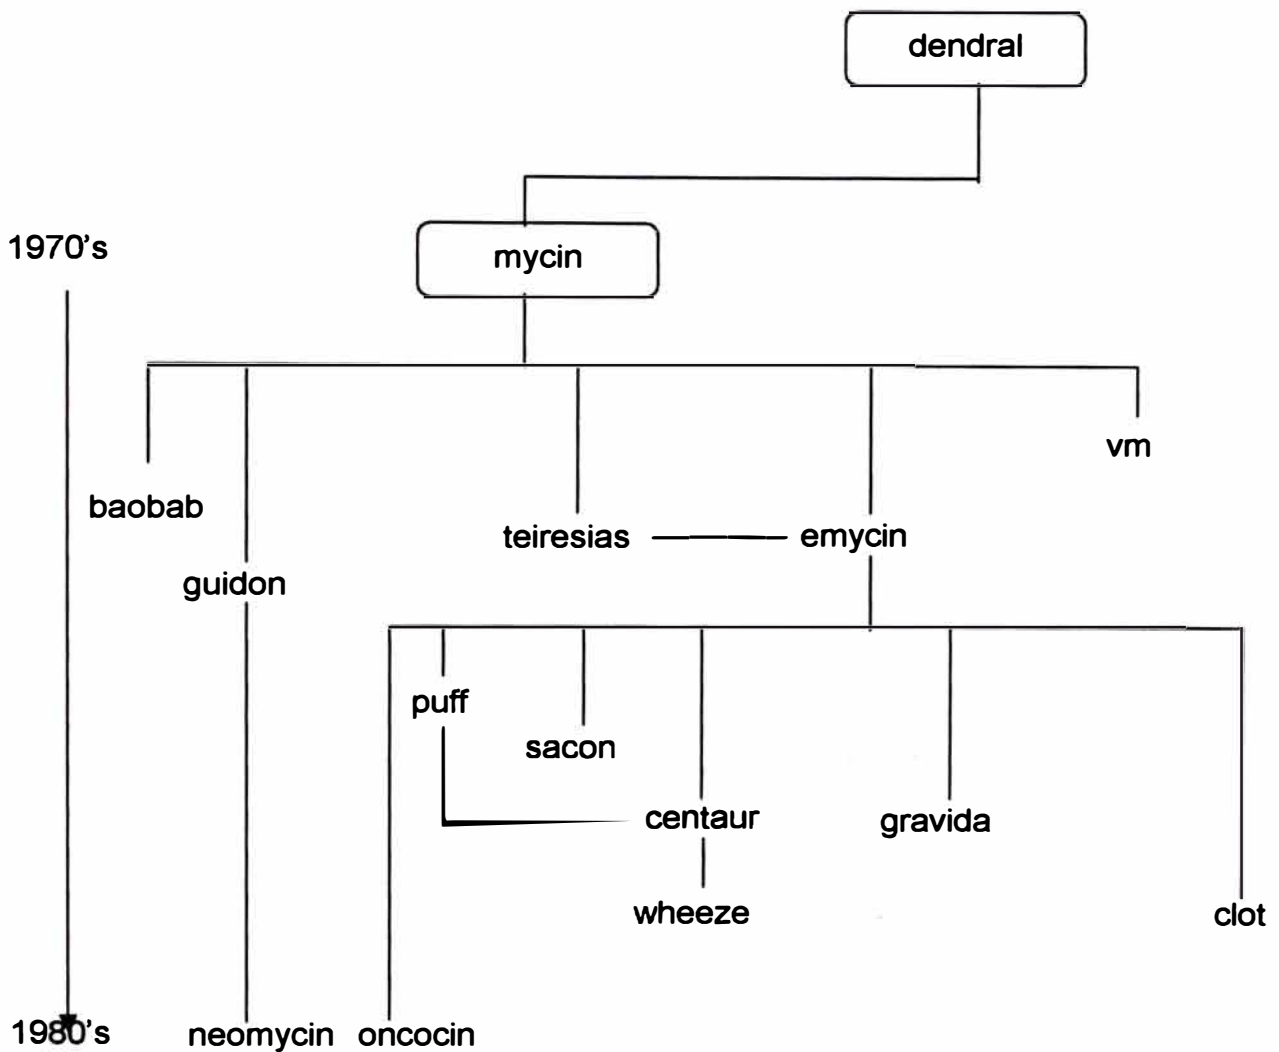 dendral
1970's
mycin
vm
baobab
teiresias
emycin
guidon
puff
sacon
centaur
gravida
wheeze
clot
1980's
neomycin
oncocin